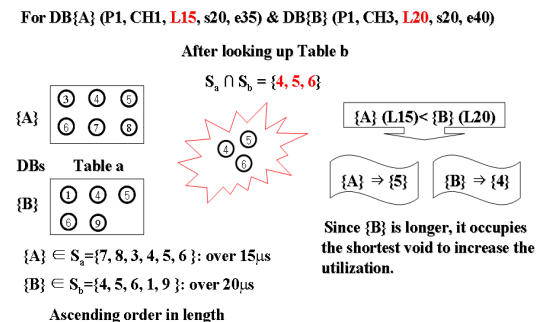 For DB{A} (P1, CH1, L15, s20, e35) & DB{B} (P1, CH3, L20, s20, e40)
After looking up Table b
Sa ∩ Sb = {4, 5, 6}
{A}
3 4 5
6 7 8
DBs Table a
{B}
1 4 5
6 9
4 5
6
{A} (L15)< {B} (L20)
{A} ⇒ {5}
{B} ⇒ {4}
Since {B} is longer, it occupies
the shortest void to increase the
utilization.
{A} ∈ Sa={7, 8, 3, 4, 5, 6 }: over 15μs
{B} ∈ Sb={4, 5, 6, 1, 9 }: over 20μs
Ascending order in length